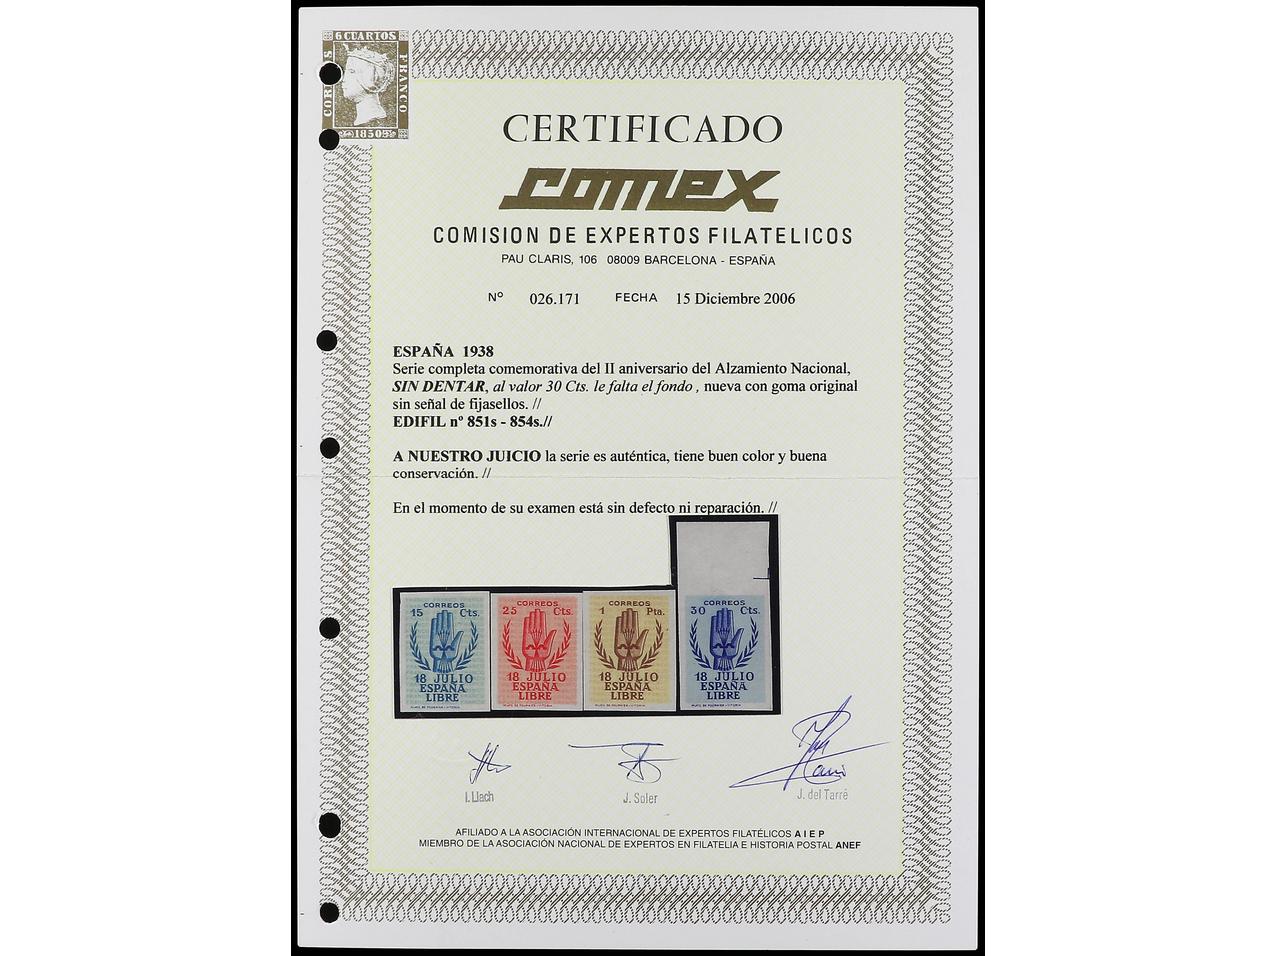 6 CUARTOS
FRANCO
1850
CERTIFICADO
comex
COMISION DE EXPERTOS FILATELICOS
PAU CLARIS, 106 08009 BARCELONA - ESPAÑA
Nº 026.171 FECHA 15 Diciembre 2006
ESPAÑA 1938
Serie completa comemorativa del II aniversario del Alzamiento Nacional,
SIN DENTAR, al valor 30 Cts. le falta el fondo , nueva con goma original
sin señal de fijasellos. //
EDIFIL nº 851s - 854s.//
A NUESTRO JUICIO la serie es auténtica, tiene buen color y buena
conservación. //
En el momento de su examen está sin defecto ni reparación. //
CORREOS
15 Cts.
18 JULIO
ESPAÑA
LIBRE
CORREOS
25 Cts.
18 JULIO
ESPAÑA
LIBRE
CORREOS
1 Pta.
18 JULIO
ESPAÑA
LIBRE
CORREOS
30 Cts.
18 JULIO
ESPAÑA
LIBRE
I. Llach
J. Soler
J. del Tarré
AFILIADO A LA ASOCIACIÓN INTERNACIONAL DE EXPERTOS FILATÉLICOS A I E P
MIEMBRO DE LA ASOCIACIÓN NACIONAL DE EXPERTOS EN FILATELIA E HISTORIA POSTAL ANEF